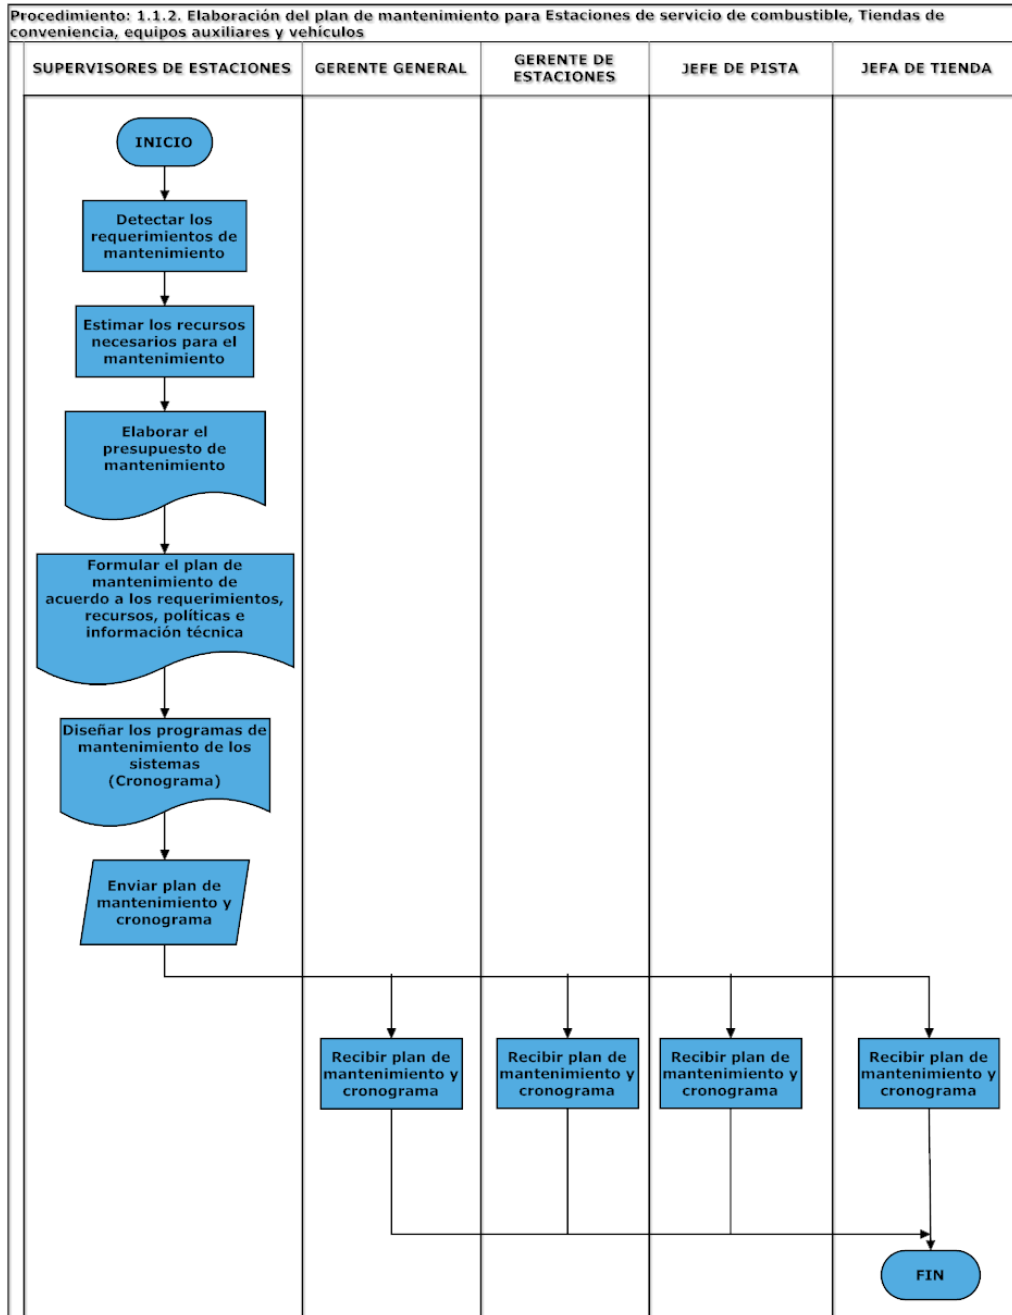 Procedimiento: 1.1.2. Elaboración del plan de mantenimiento para Estaciones de servicio de combustible, Tiendas de
conveniencia, equipos auxiliares y vehículos
SUPERVISORES DE ESTACIONES
GERENTE GENERAL
GERENTE DE
ESTACIONES
JEFE DE PISTA
JEFA DE TIENDA
INICIO
Detectar los
requerimientos de
mantenimiento
Estimar los recursos
necesarios para el
mantenimiento
Elaborar el
presupuesto de
mantenimiento
Formular el plan de
mantenimiento de
acuerdo a los requerimientos,
recursos, políticas e
información técnica
Diseñar los programas de
mantenimiento de los
sistemas
(Cronograma)
Enviar plan de
mantenimiento y
cronograma
Recibir plan de
mantenimiento y
cronograma
Recibir plan de
mantenimiento y
cronograma
Recibir plan de
mantenimiento y
cronograma
Recibir plan de
mantenimiento y
cronograma
FIN